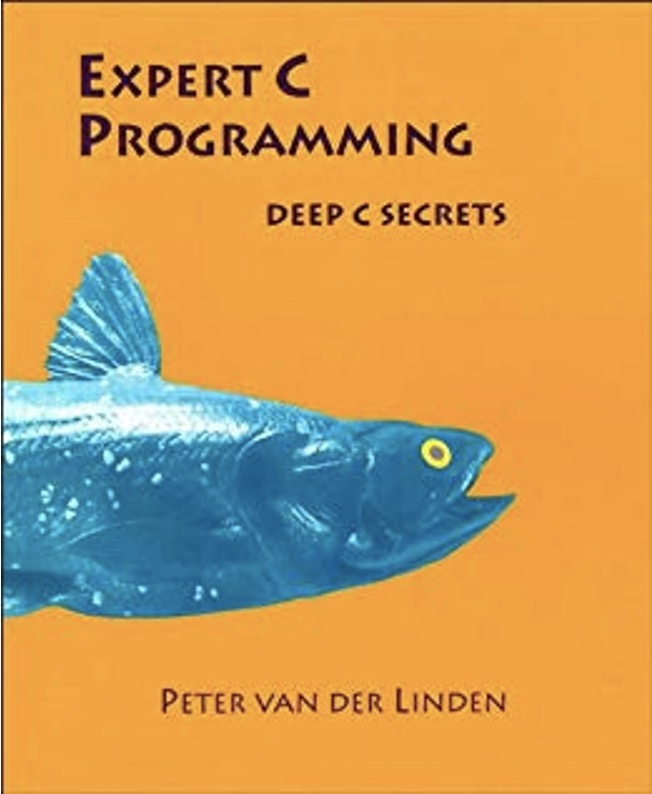 EXPERT C
PROGRAMMING
DEEP C SECRETS
PETER VAN DER LINDEN